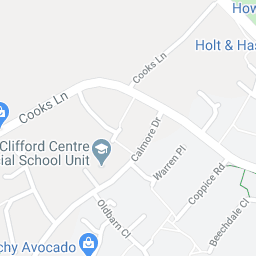 How
Holt & Has
Cooks Ln
Cooks Ln
Clifford Centre
cial School Unit
Calmore Dr
Warren Pl
Coppice Rd
Oldbarn Cl
Beechdale Cl
chy Avocado